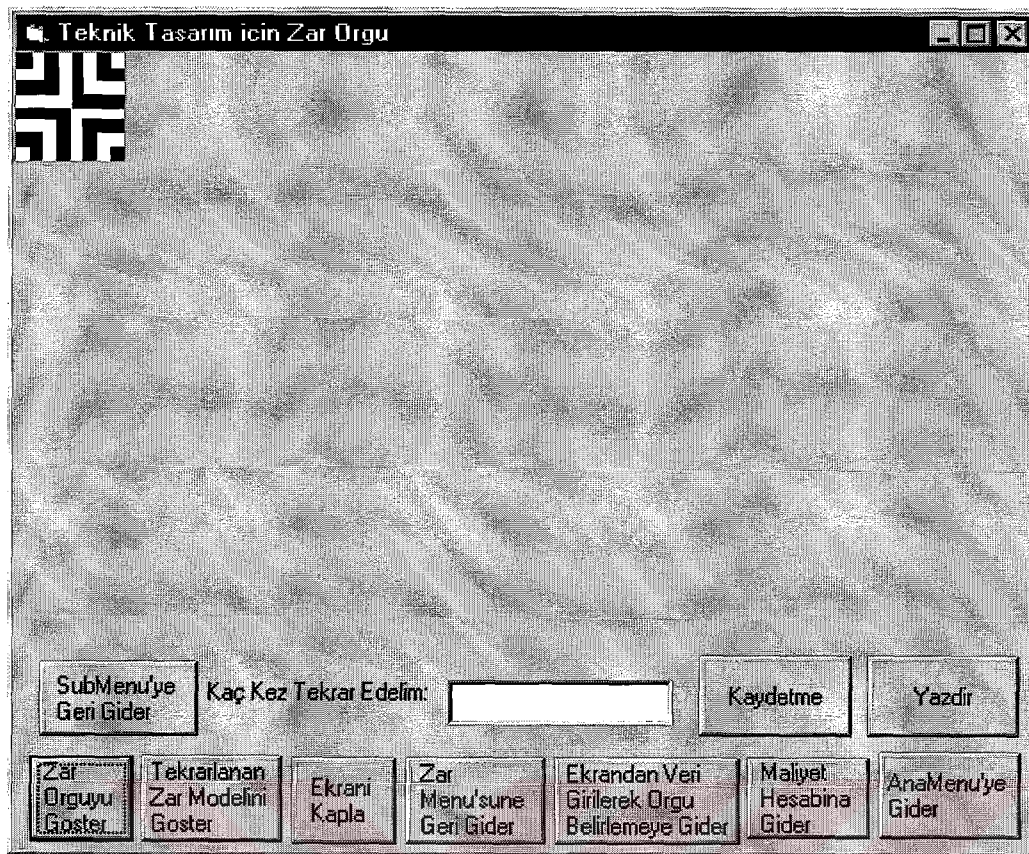 Teknik Tasarım icin Zar Orgu
SubMenu'ye
Geri Gider
Kaç Kez Tekrar Edelim:
Kaydetme
Yazdir
Zar
Orguyu
Goster
Tekrarlanan
Zar Modelini
Goster
Ekrani
Kapla
Zar
Menu'sune
Geri Gider
Ekrandan Veri
Girilerek Orgu
Belirlemeye Gider
Maliyet
Hesabina
Gider
AnaMenu'ye
Gider